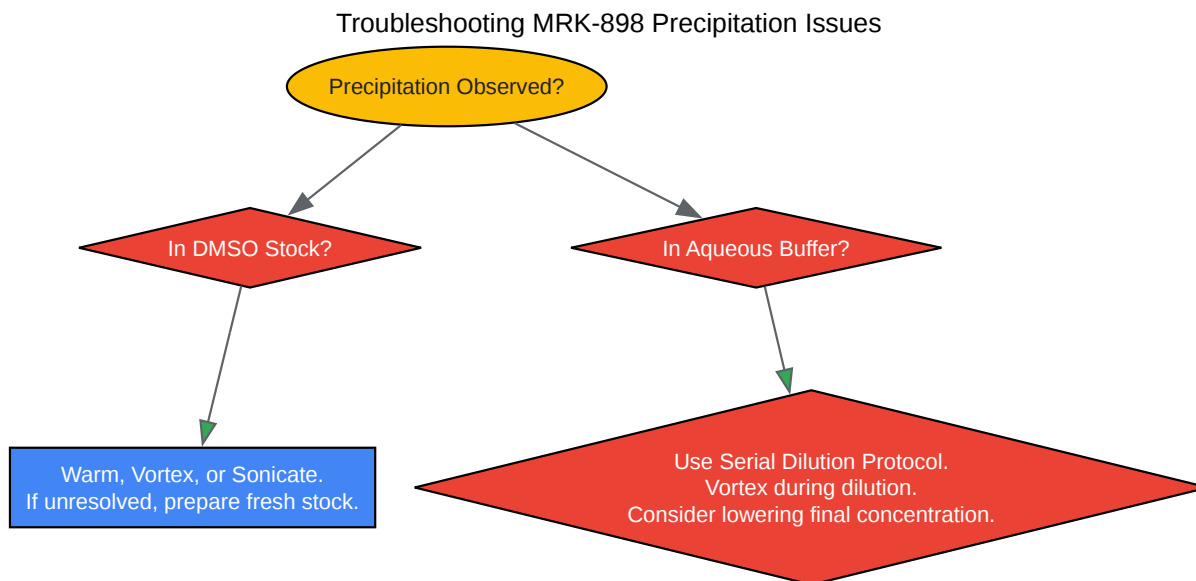 Troubleshooting MRK-898 Precipitation Issues
Precipitation Observed?
In DMSO Stock?
In Aqueous Buffer?
Warm, Vortex, or Sonicate.
If unresolved, prepare fresh stock.
Use Serial Dilution Protocol.
Vortex during dilution.
Consider lowering final concentration.